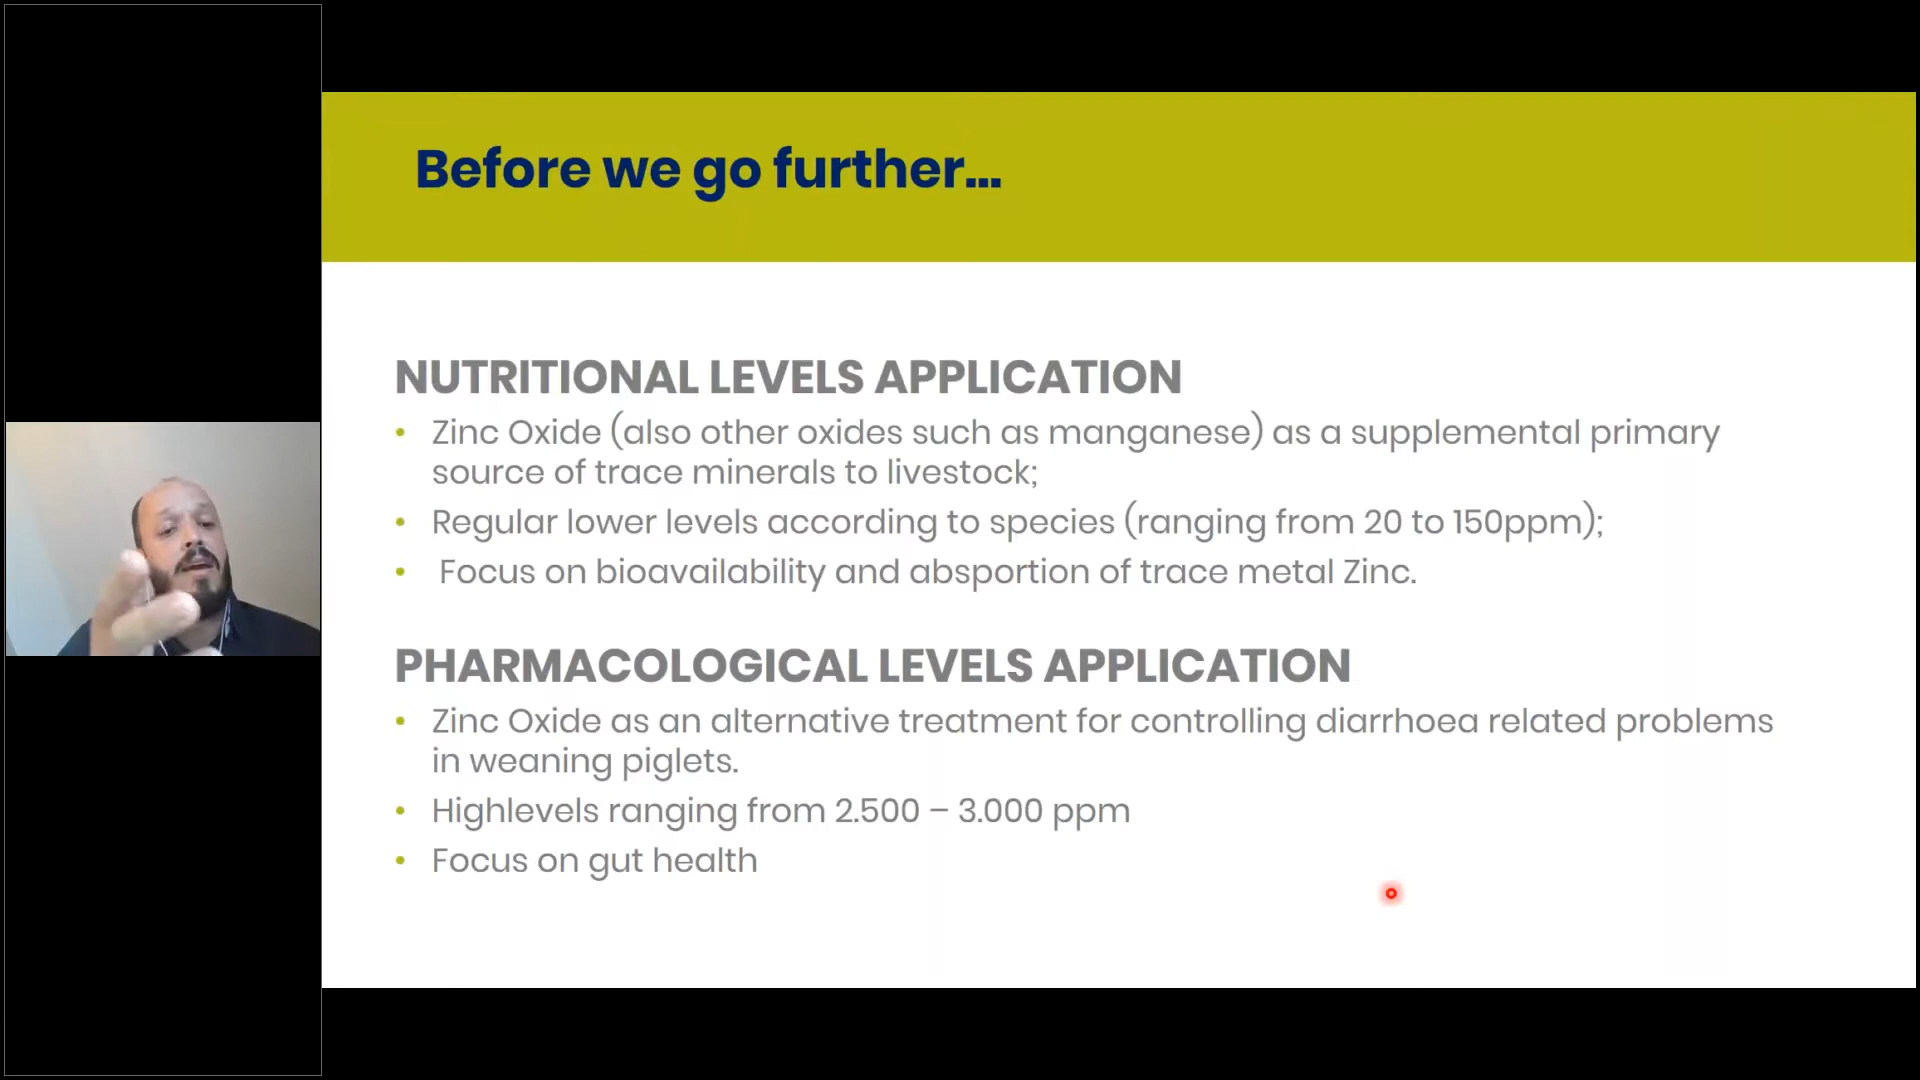 Before we go further...
NUTRITIONAL LEVELS APPLICATION
• Zinc Oxide (also other oxides such as manganese) as a supplemental primary
source of trace minerals to livestock;
• Regular lower levels according to species (ranging from 20 to 150ppm);
• Focus on bioavailability and absportion of trace metal Zinc.
PHARMACOLOGICAL LEVELS APPLICATION
• Zinc Oxide as an alternative treatment for controlling diarrhoea related problems
in weaning piglets.
• Highlevels ranging from 2.500 – 3.000 ppm
• Focus on gut health